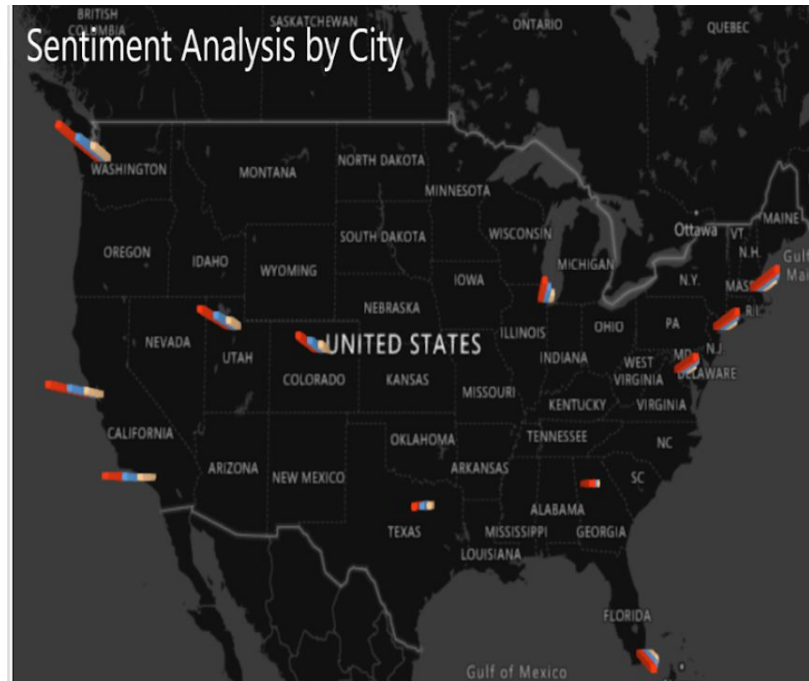 BRITISH
COLUMBIA
SASKATCHEWAN
ONTARIO
QUEBEC
Sentiment Analysis by City
WASHINGTON
MONTANA
NORTH DAKOTA
MINNESOTA
MAINE
Ottawa
VT.
N.H.
OREGON
IDAHO
WYOMING
SOUTH DAKOTA
WISCONSIN
MICHIGAN
N.Y.
MASS
Gulf
R.I.
NEVADA
UTAH
COLORADO
NEBRASKA
IOWA
ILLINOIS
INDIANA
OHIO
PA
N.J.
UNITED STATES
KANSAS
MISSOURI
WEST
VIRGINIA
MD
DELAWARE
CALIFORNIA
KENTUCKY
VIRGINIA
ARIZONA
NEW MEXICO
OKLAHOMA
ARKANSAS
TENNESSEE
NC
SC
TEXAS
LOUISIANA
MISSISSIPPI
ALABAMA
GEORGIA
FLORIDA
Gulf of Mexico